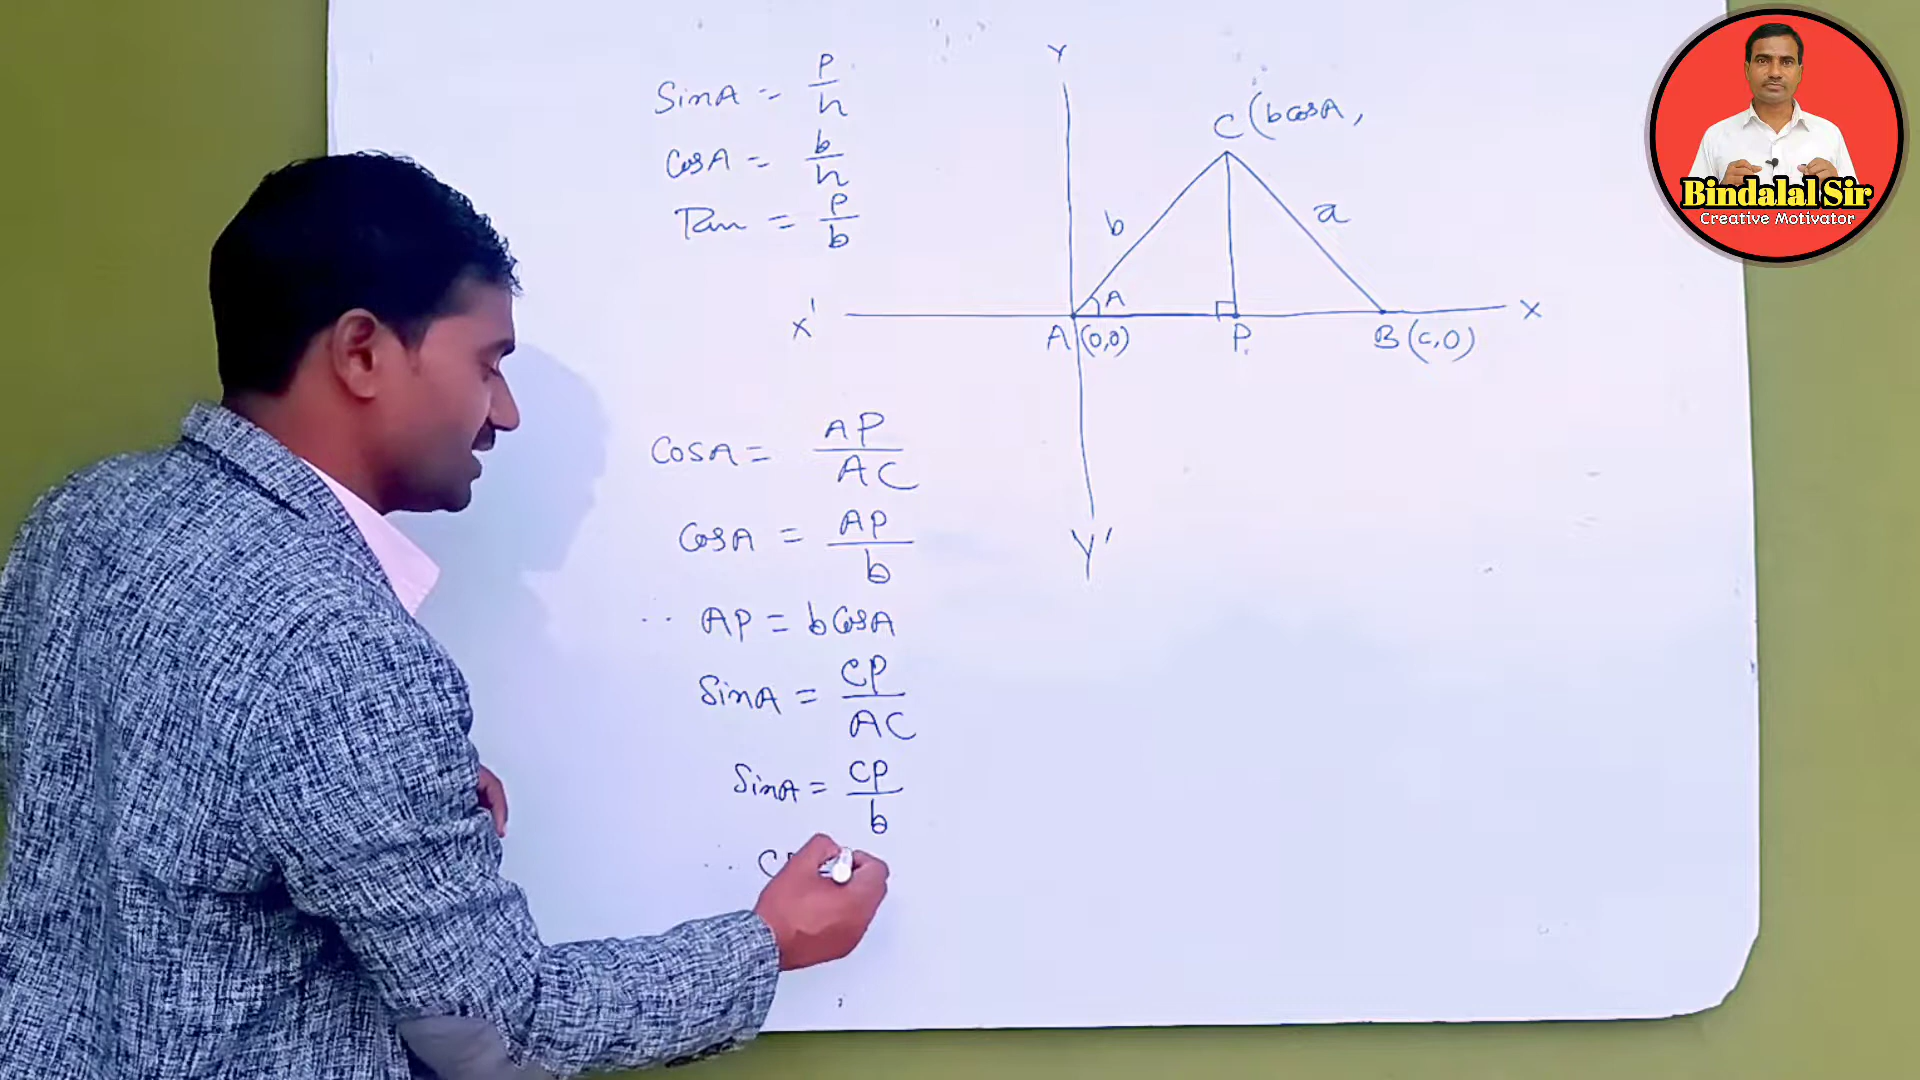 SinA = P/h
CosA = b/h
Tan = P/b
Y
C (bcosA,
b
a
A
X'
X
A (0,0)
P
B (c,0)
Y'
CosA = AP/AC
CosA = AP/b
∴ AP = bCosA
SinA = CP/AC
SinA = CP/b
Bindalal Sir
Creative Motivator